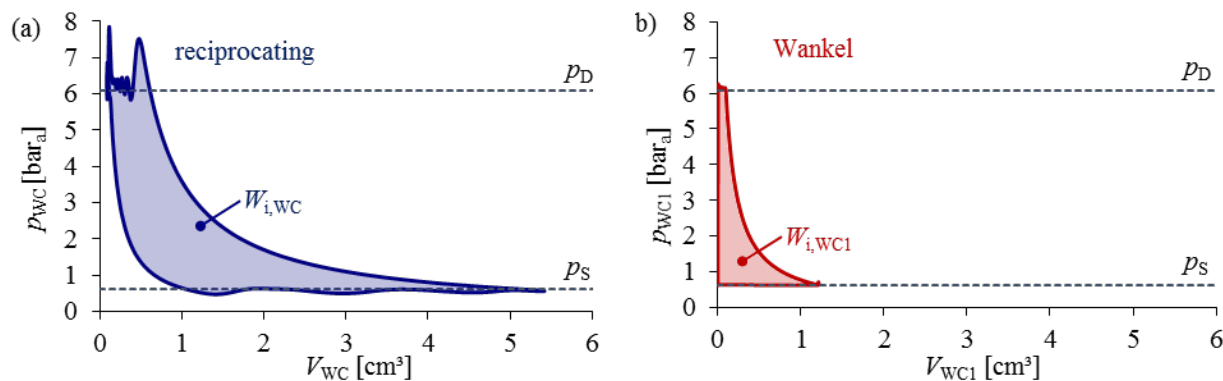 (a)
reciprocating
p_D
p_S
W_i,WC
p_WC [bar_a]
8
7
6
5
4
3
2
1
0
0 1 2 3 4 5 6
V_WC [cm³]
b)
Wankel
p_D
p_S
W_i,WC1
p_WC1 [bar_a]
8
7
6
5
4
3
2
1
0
0 1 2 3 4 5 6
V_WC1 [cm³]